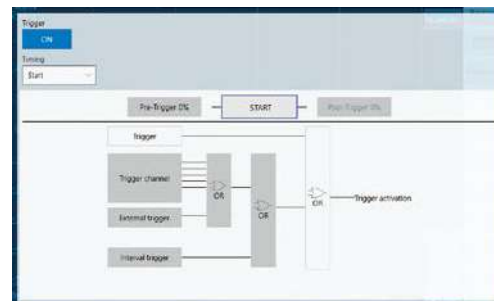 Trigger
ON
Timing
Start
Pre-Trigger 0%
START
Post-Trigger 0%
Trigger
Trigger channel
OR
External trigger
OR
OR
Trigger activation
Interval trigger